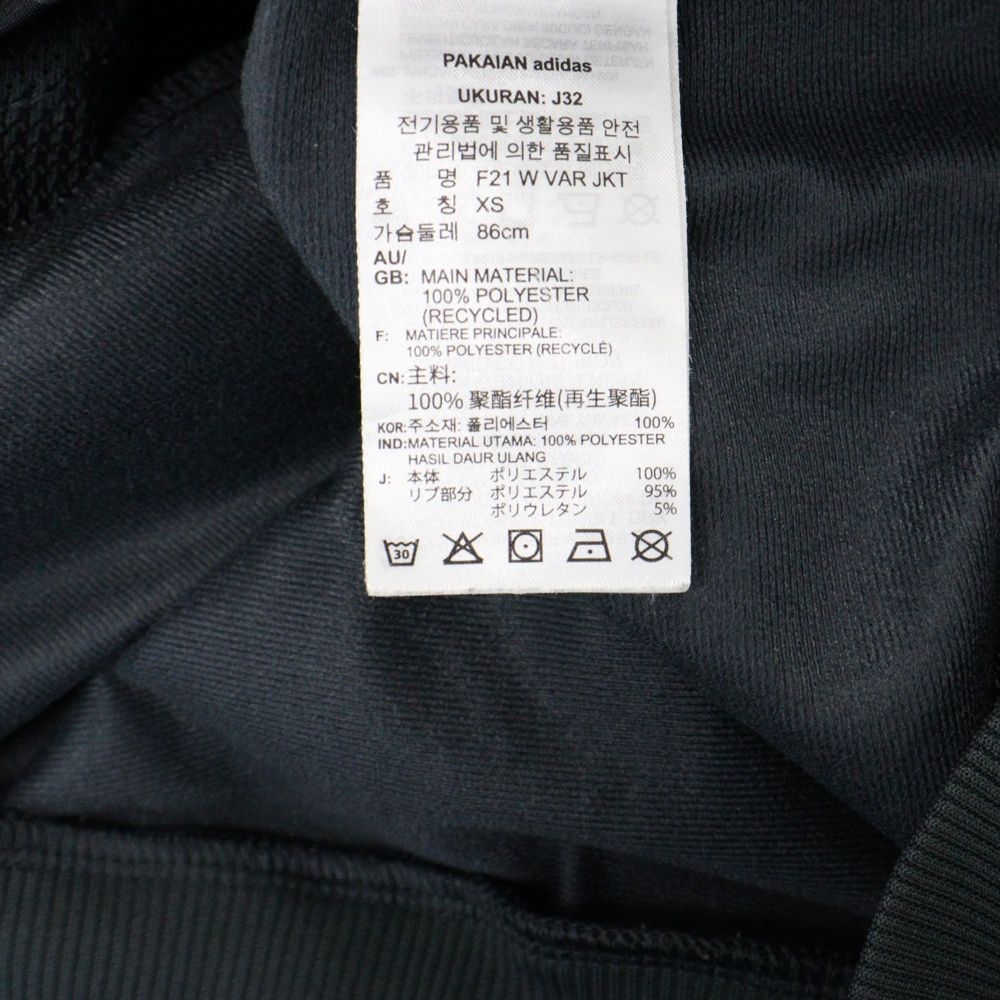 PAKAIAN adidas
UKURAN: J32
전기용품 및 생활용품 안전
관리법에 의한 품질표시
품 명 F21 W VAR JKT
호 칭 XS
가슴둘레 86cm
AU/
GB: MAIN MATERIAL:
100% POLYESTER
(RECYCLED)
F: MATIERE PRINCIPALE:
100% POLYESTER (RECYCLÉ)
CN: 主料:
100% 聚酯纤维(再生聚酯)
KOR: 주소재: 폴리에스터 100%
IND: MATERIAL UTAMA: 100% POLYESTER
HASIL DAUR ULANG
J: 本体 ポリエステル 100%
リブ部分 ポリエステル 95%
ポリウレタン 5%
30